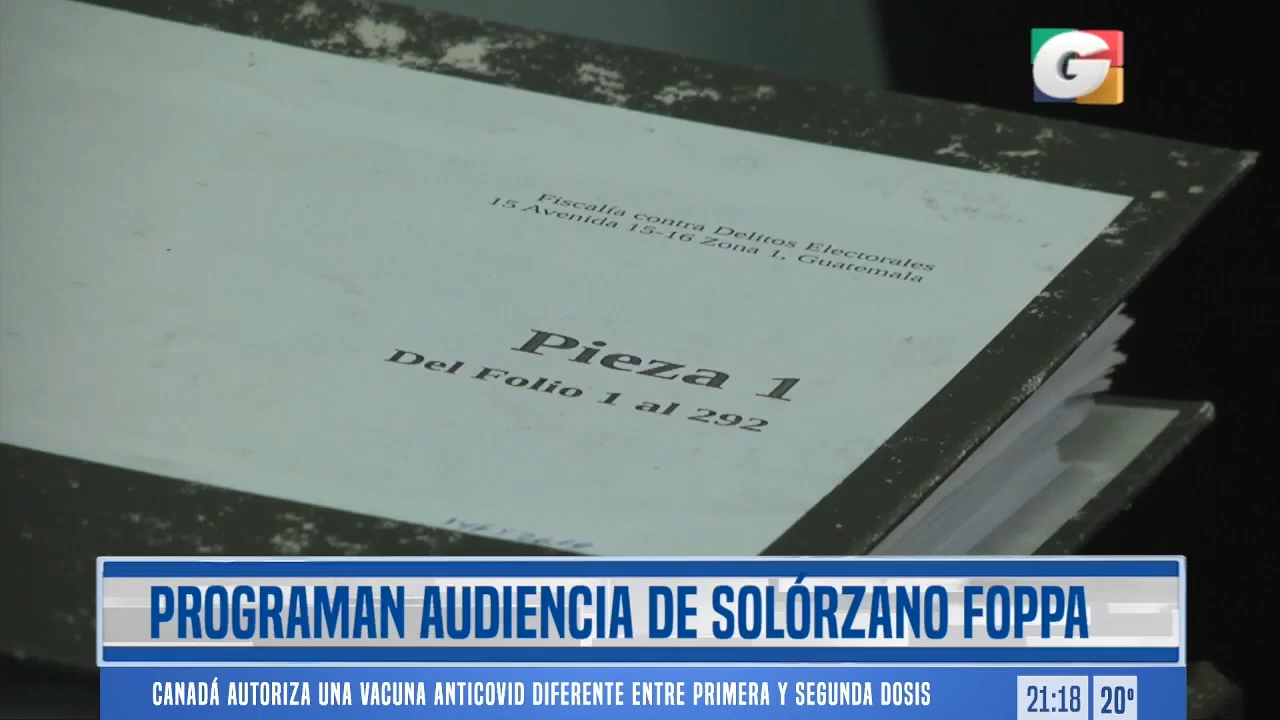 G
Fiscalía contra Delitos Electorales
15 Avenida 15-16 Zona 1, Guatemala
Pieza 1
Del Folio 1 al 292
PROGRAMAN AUDIENCIA DE SOLÓRZANO FOPPA
CANADÁ AUTORIZA UNA VACUNA ANTICOVID DIFERENTE ENTRE PRIMERA Y SEGUNDA DOSIS
21:18 20°